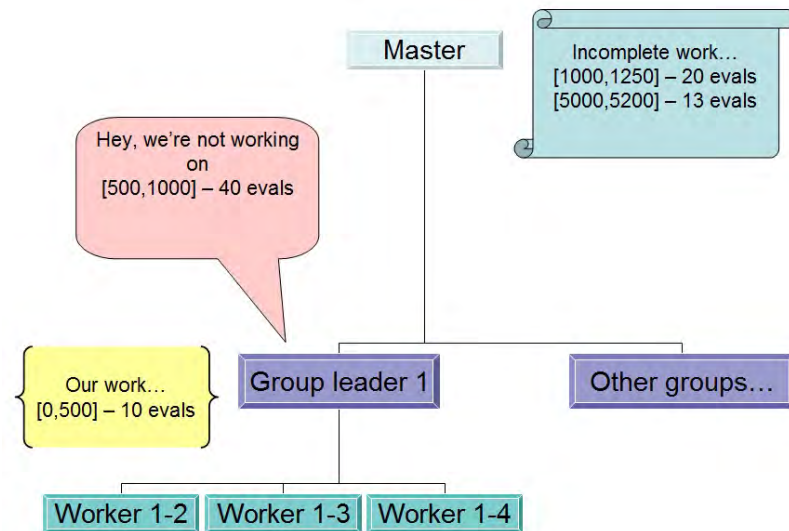 Master
Incomplete work…
[1000,1250] – 20 evals
[5000,5200] – 13 evals
Hey, we’re not working
on
[500,1000] – 40 evals
Our work…
[0,500] – 10 evals
Group leader 1
Other groups…
Worker 1-2
Worker 1-3
Worker 1-4